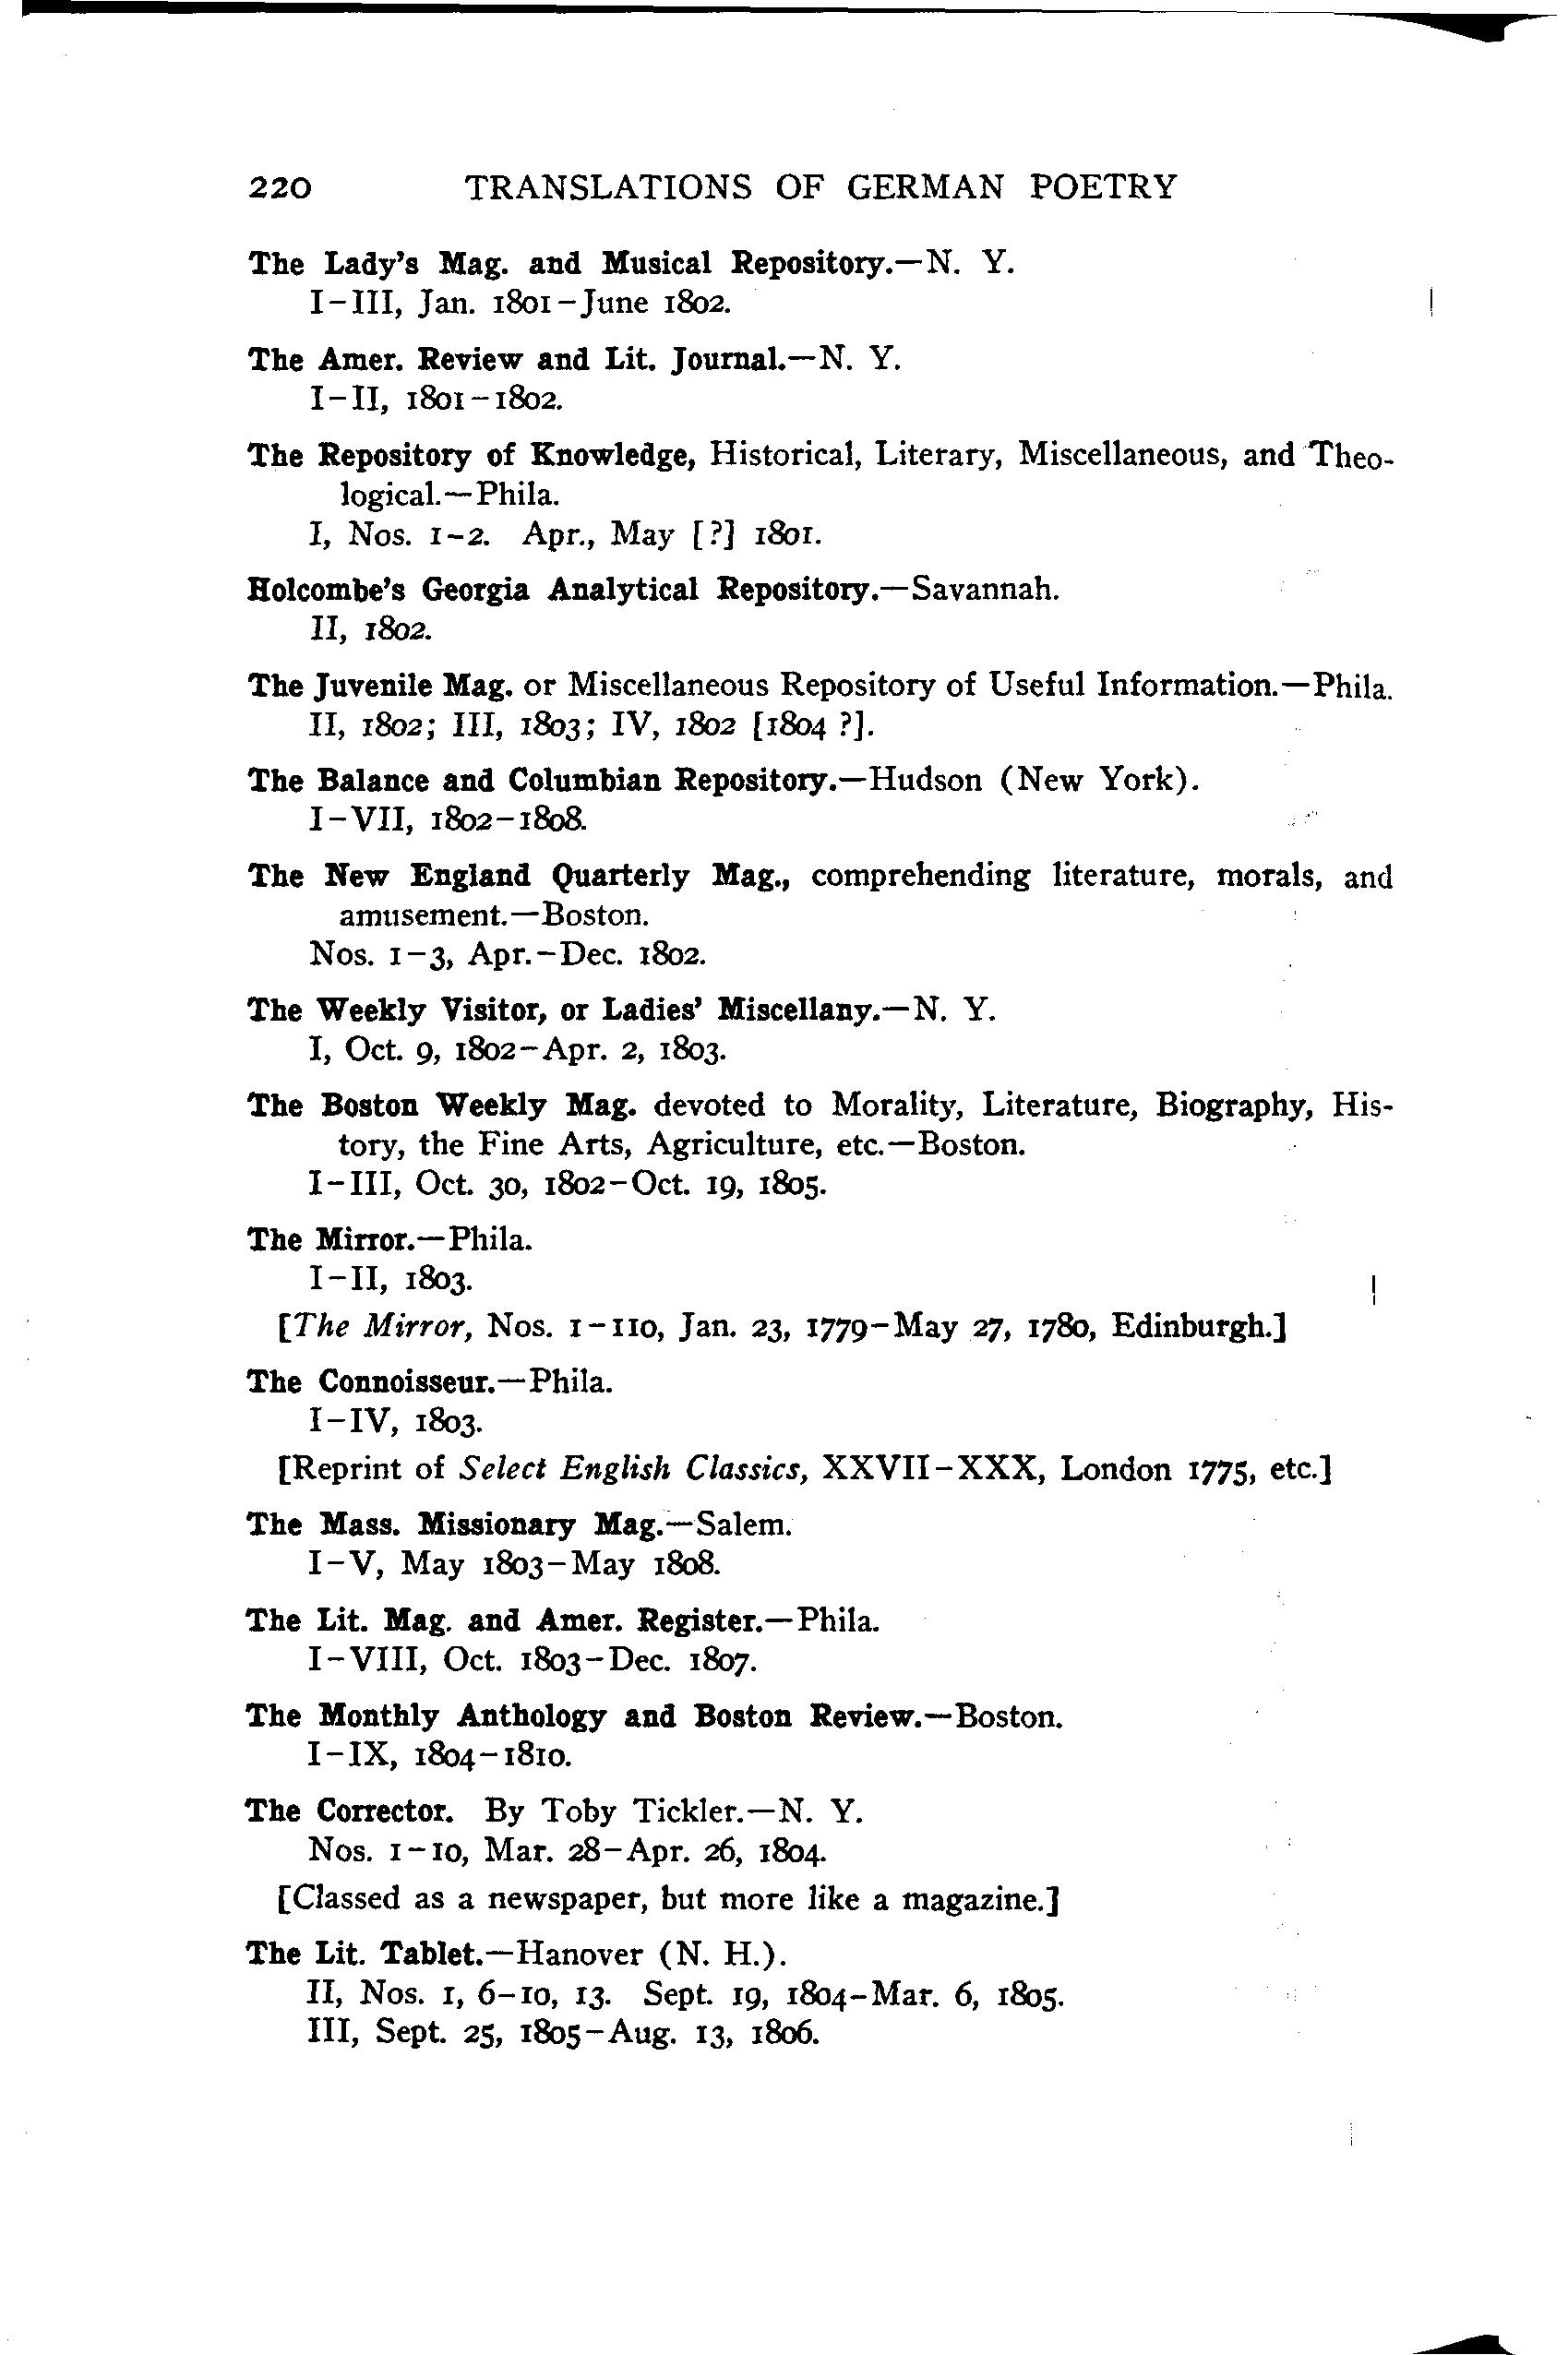 220 TRANSLATIONS OF GERMAN POETRY
The Lady's Mag. and Musical Repository.—N. Y.
I–III, Jan. 1801–June 1802.
The Amer. Review and Lit. Journal.—N. Y.
I–II, 1801–1802.
The Repository of Knowledge, Historical, Literary, Miscellaneous, and Theo-
logical.—Phila.
I, Nos. 1–2. Apr., May [?] 1801.
Holcombe's Georgia Analytical Repository.—Savannah.
II, 1802.
The Juvenile Mag. or Miscellaneous Repository of Useful Information.—Phila.
II, 1802; III, 1803; IV, 1802 [1804 ?].
The Balance and Columbian Repository.—Hudson (New York).
I–VII, 1802–1808.
The New England Quarterly Mag., comprehending literature, morals, and
amusement.—Boston.
Nos. 1–3, Apr.–Dec. 1802.
The Weekly Visitor, or Ladies' Miscellany.—N. Y.
I, Oct. 9, 1802–Apr. 2, 1803.
The Boston Weekly Mag. devoted to Morality, Literature, Biography, His-
tory, the Fine Arts, Agriculture, etc.—Boston.
I–III, Oct. 30, 1802–Oct. 19, 1805.
The Mirror.—Phila.
I–II, 1803.
[The Mirror, Nos. 1–110, Jan. 23, 1779–May 27, 1780, Edinburgh.]
The Connoisseur.—Phila.
I–IV, 1803.
[Reprint of Select English Classics, XXVII–XXX, London 1775, etc.]
The Mass. Missionary Mag.—Salem.
I–V, May 1803–May 1808.
The Lit. Mag. and Amer. Register.—Phila.
I–VIII, Oct. 1803–Dec. 1807.
The Monthly Anthology and Boston Review.—Boston.
I–IX, 1804–1810.
The Corrector. By Toby Tickler.—N. Y.
Nos. 1–10, Mar. 28–Apr. 26, 1804.
[Classed as a newspaper, but more like a magazine.]
The Lit. Tablet.—Hanover (N. H.).
II, Nos. 1, 6–10, 13. Sept. 19, 1804–Mar. 6, 1805.
III, Sept. 25, 1805–Aug. 13, 1806.